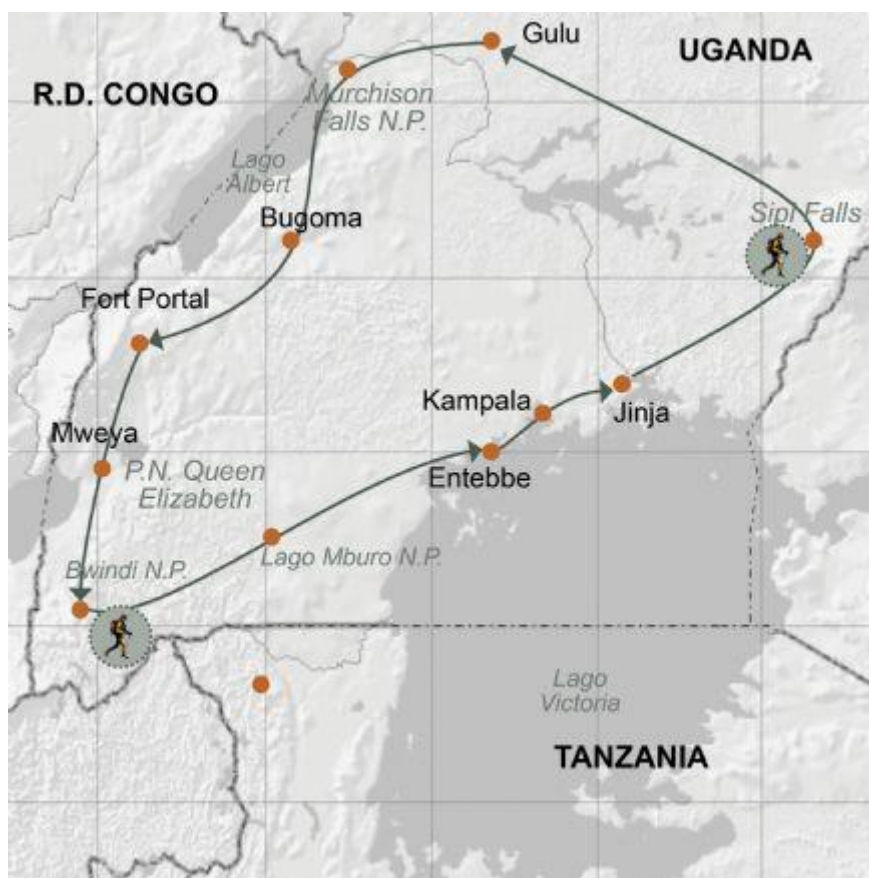 Gulu
UGANDA
R.D. CONGO
Murchison
Falls N.P.
Lago
Albert
Sipi Falls
Bugoma
Fort Portal
Kampala
Jinja
Mweya
P.N. Queen
Elizabeth
Entebbe
Lago Mburo N.P.
Bwindi N.P.
Lago
Victoria
TANZANIA